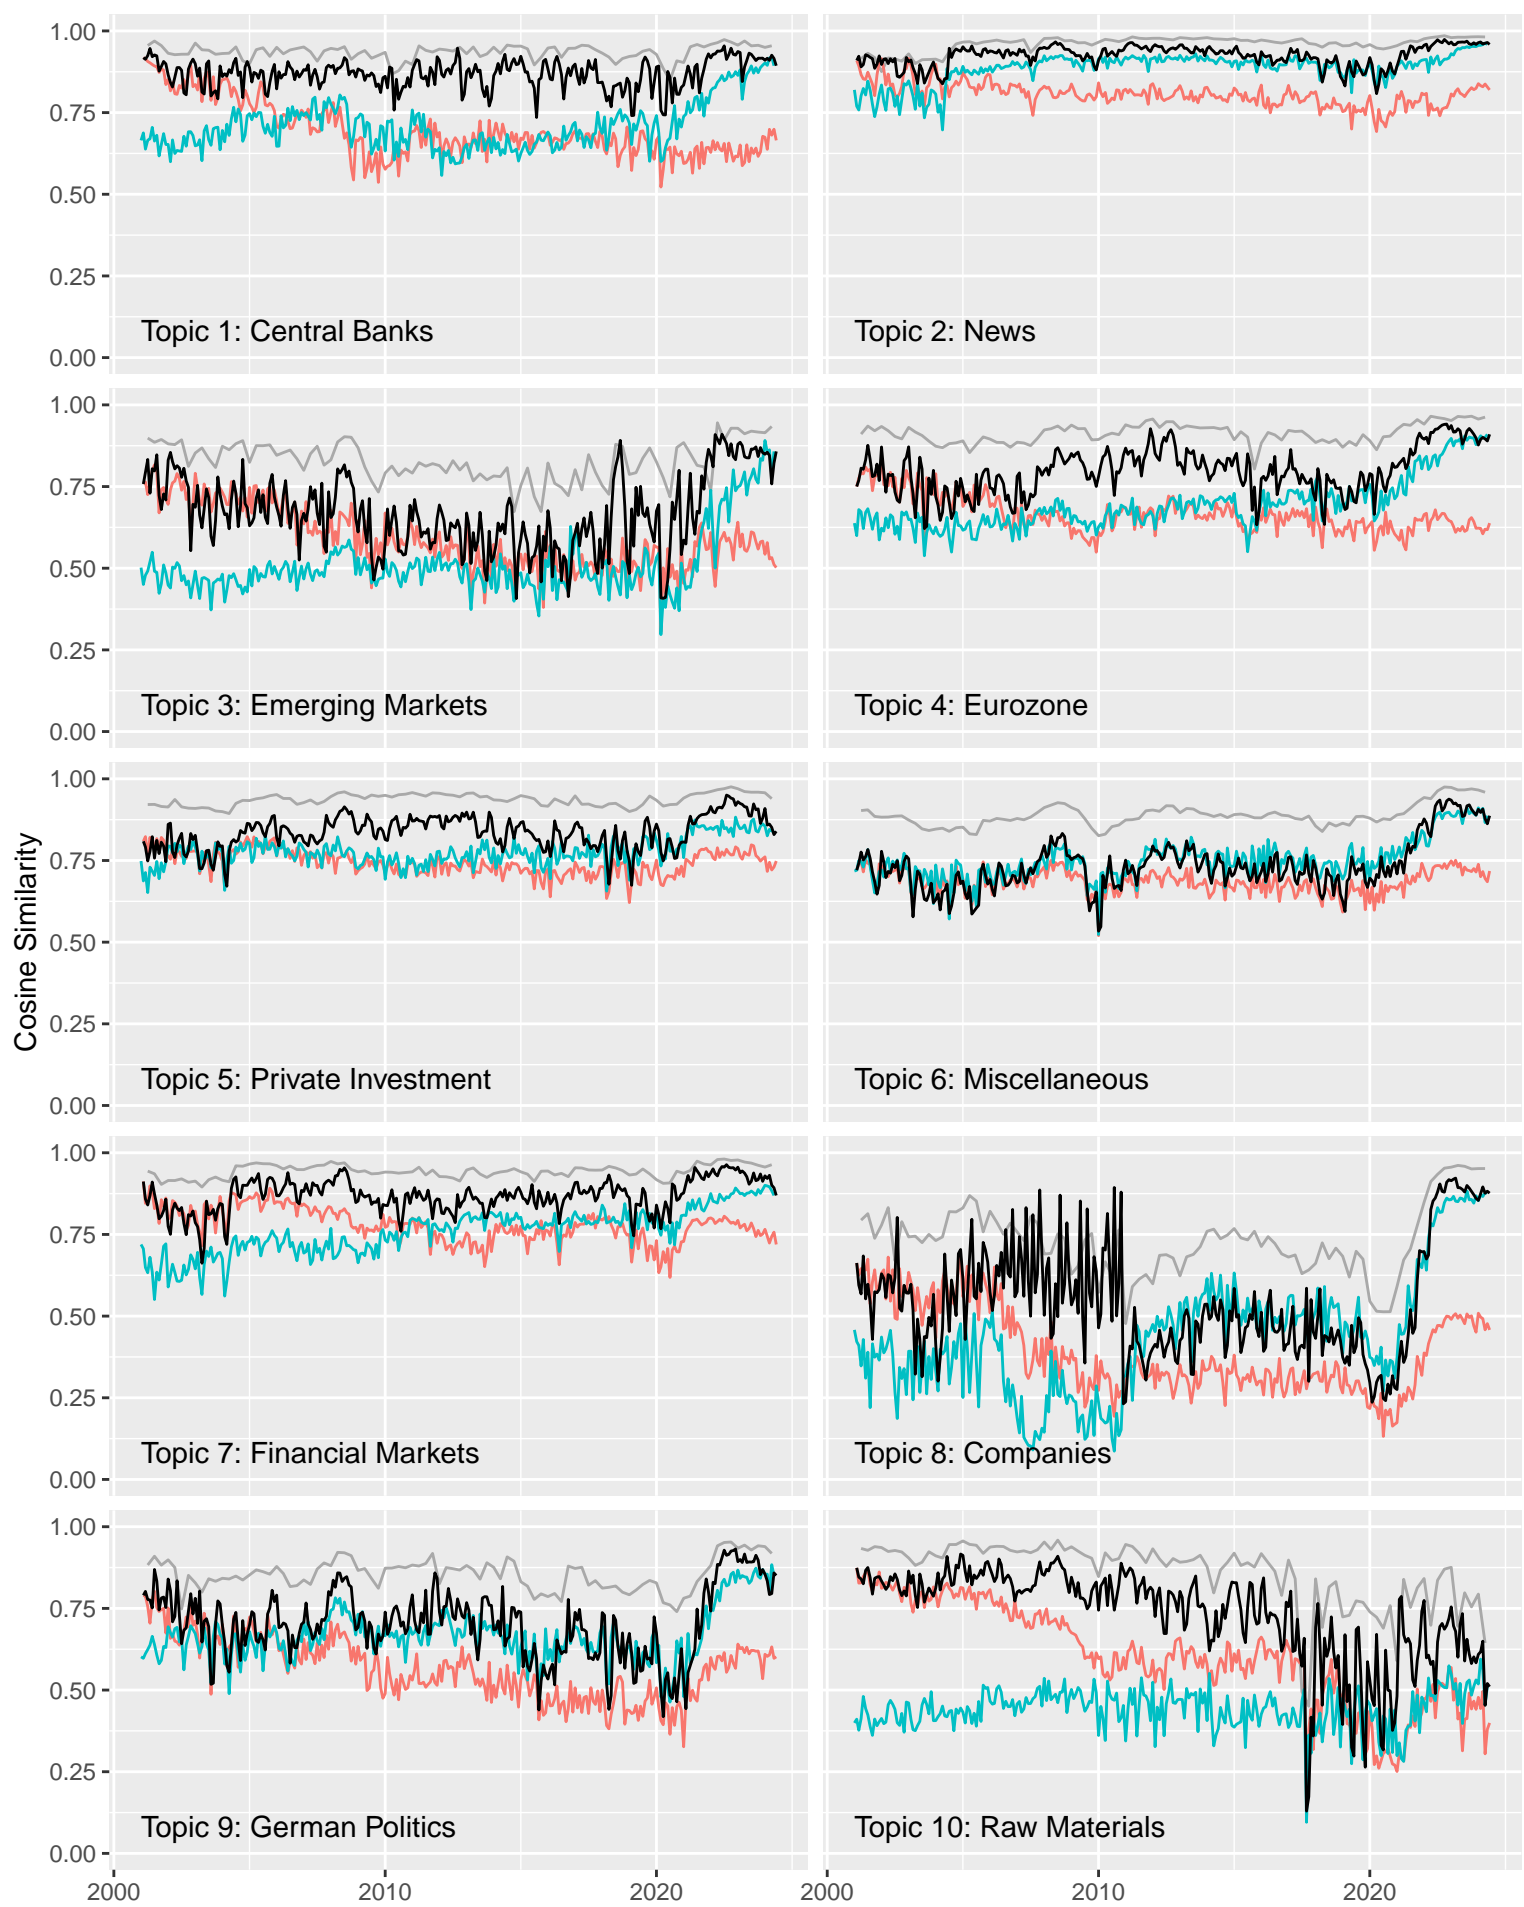 Cosine Similarity
1.00
0.75
0.50
0.25
0.00
Topic 1: Central Banks
Topic 2: News
1.00
0.75
0.50
0.25
0.00
Topic 3: Emerging Markets
Topic 4: Eurozone
1.00
0.75
0.50
0.25
0.00
Topic 5: Private Investment
Topic 6: Miscellaneous
1.00
0.75
0.50
0.25
0.00
Topic 7: Financial Markets
Topic 8: Companies
1.00
0.75
0.50
0.25
0.00
Topic 9: German Politics
Topic 10: Raw Materials
2000 2010 2020
2000 2010 2020